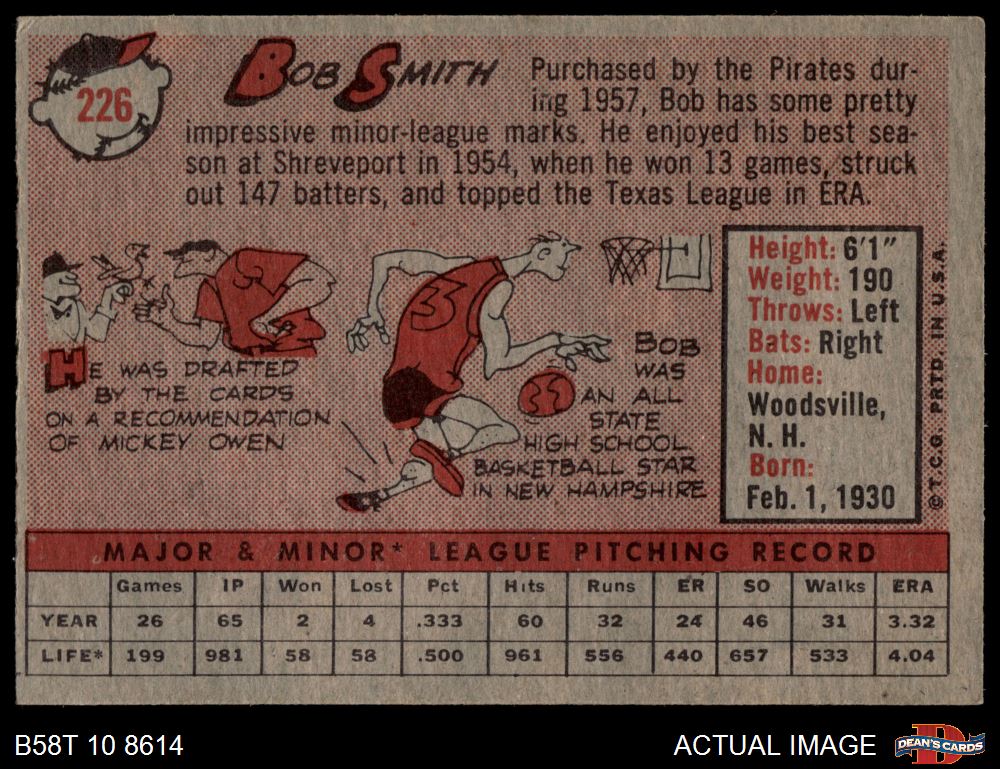 226
BOB SMITH
Purchased by the Pirates dur-
ing 1957, Bob has some pretty
impressive minor-league marks. He enjoyed his best sea-
son at Shreveport in 1954, when he won 13 games, struck
out 147 batters, and topped the Texas League in ERA.
HE WAS DRAFTED
BY THE CARDS
ON A RECOMMENDATION
OF MICKEY OWEN
3
BOB
WAS
AN ALL
STATE
HIGH SCHOOL
BASKETBALL STAR
IN NEW HAMPSHIRE
Height: 6'1"
Weight: 190
Throws: Left
Bats: Right
Home:
Woodsville,
N. H.
Born:
Feb. 1, 1930
© T.C.G. PRTD. IN U.S.A.
MAJOR & MINOR* LEAGUE PITCHING RECORD
Games IP Won Lost Pct Hits Runs ER SO Walks ERA
YEAR 26 65 2 4 .333 60 32 24 46 31 3.32
LIFE* 199 981 58 58 .500 961 556 440 657 533 4.04
B58T 10 8614
ACTUAL IMAGE
D
DEAN'S CARDS